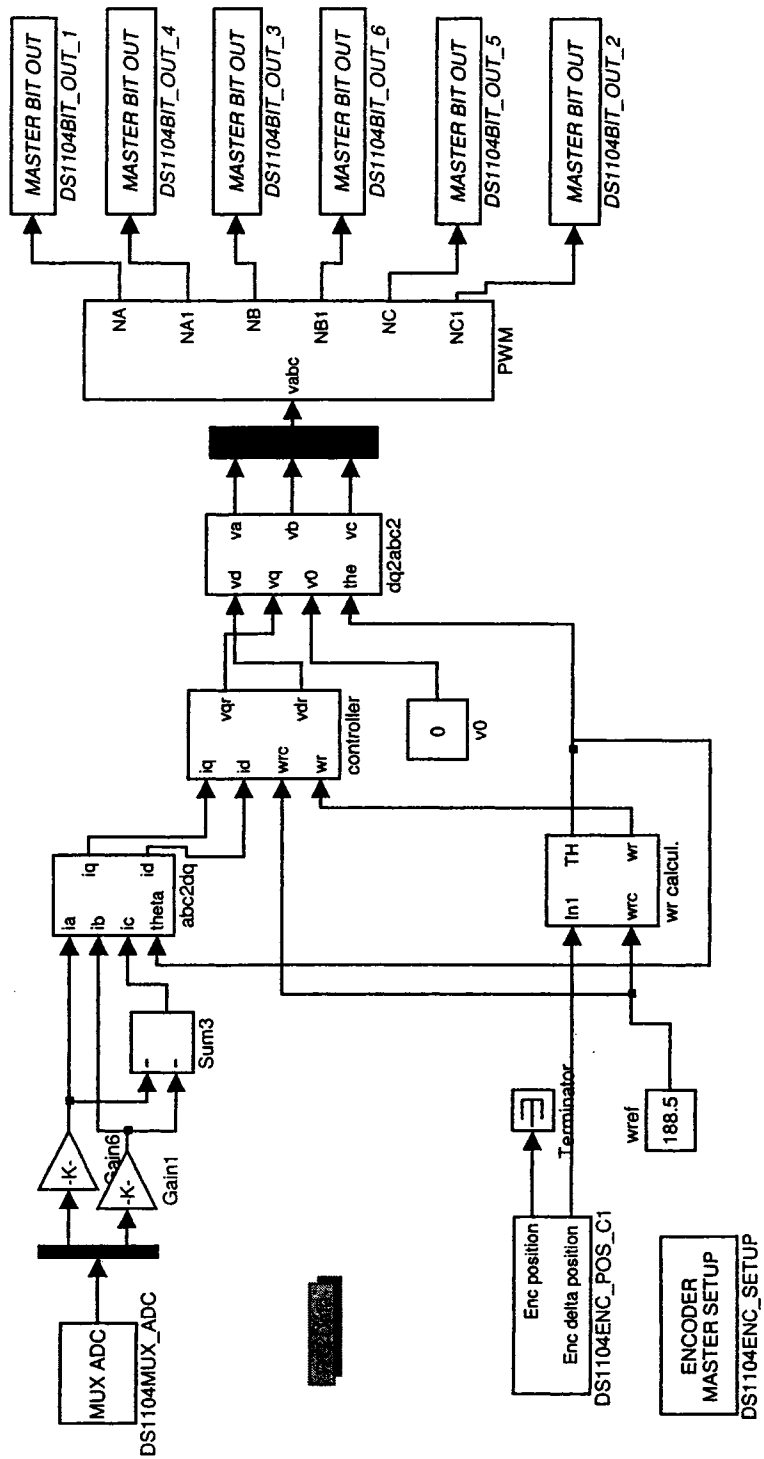 MUX ADC
DS1104MUX_ADC
-K-
Gain6
-K-
Gain1
-
-
Sum3
ia
ib
ic
theta
iq
id
abc2dq
iq
id
wrc
wr
vqr
vdr
controller
0
v0
vd
vq
v0
the
va
vb
vc
dq2abc2
vabc
NA
NA1
NB
NB1
NC
NC1
PWM
MASTER BIT OUT
DS1104BIT_OUT_1
MASTER BIT OUT
DS1104BIT_OUT_4
MASTER BIT OUT
DS1104BIT_OUT_3
MASTER BIT OUT
DS1104BIT_OUT_6
MASTER BIT OUT
DS1104BIT_OUT_5
MASTER BIT OUT
DS1104BIT_OUT_2
Enc position
Enc delta position
DS1104ENC_POS_C1
Terminator
wref
188.5
In1
wrc
TH
wr
wr calcul.
ENCODER
MASTER SETUP
DS1104ENC_SETUP